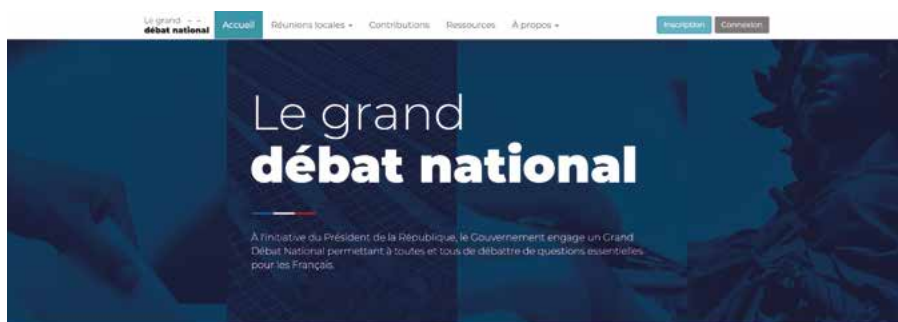 Le grand
débat national
Accueil Réunions locales Contributions Ressources À propos Inscription Connexion
Le grand
débat national
À l'initiative du Président de la République, le Gouvernement engage un Grand
Débat National permettant à toutes et tous de débattre de questions essentielles
pour les Français.